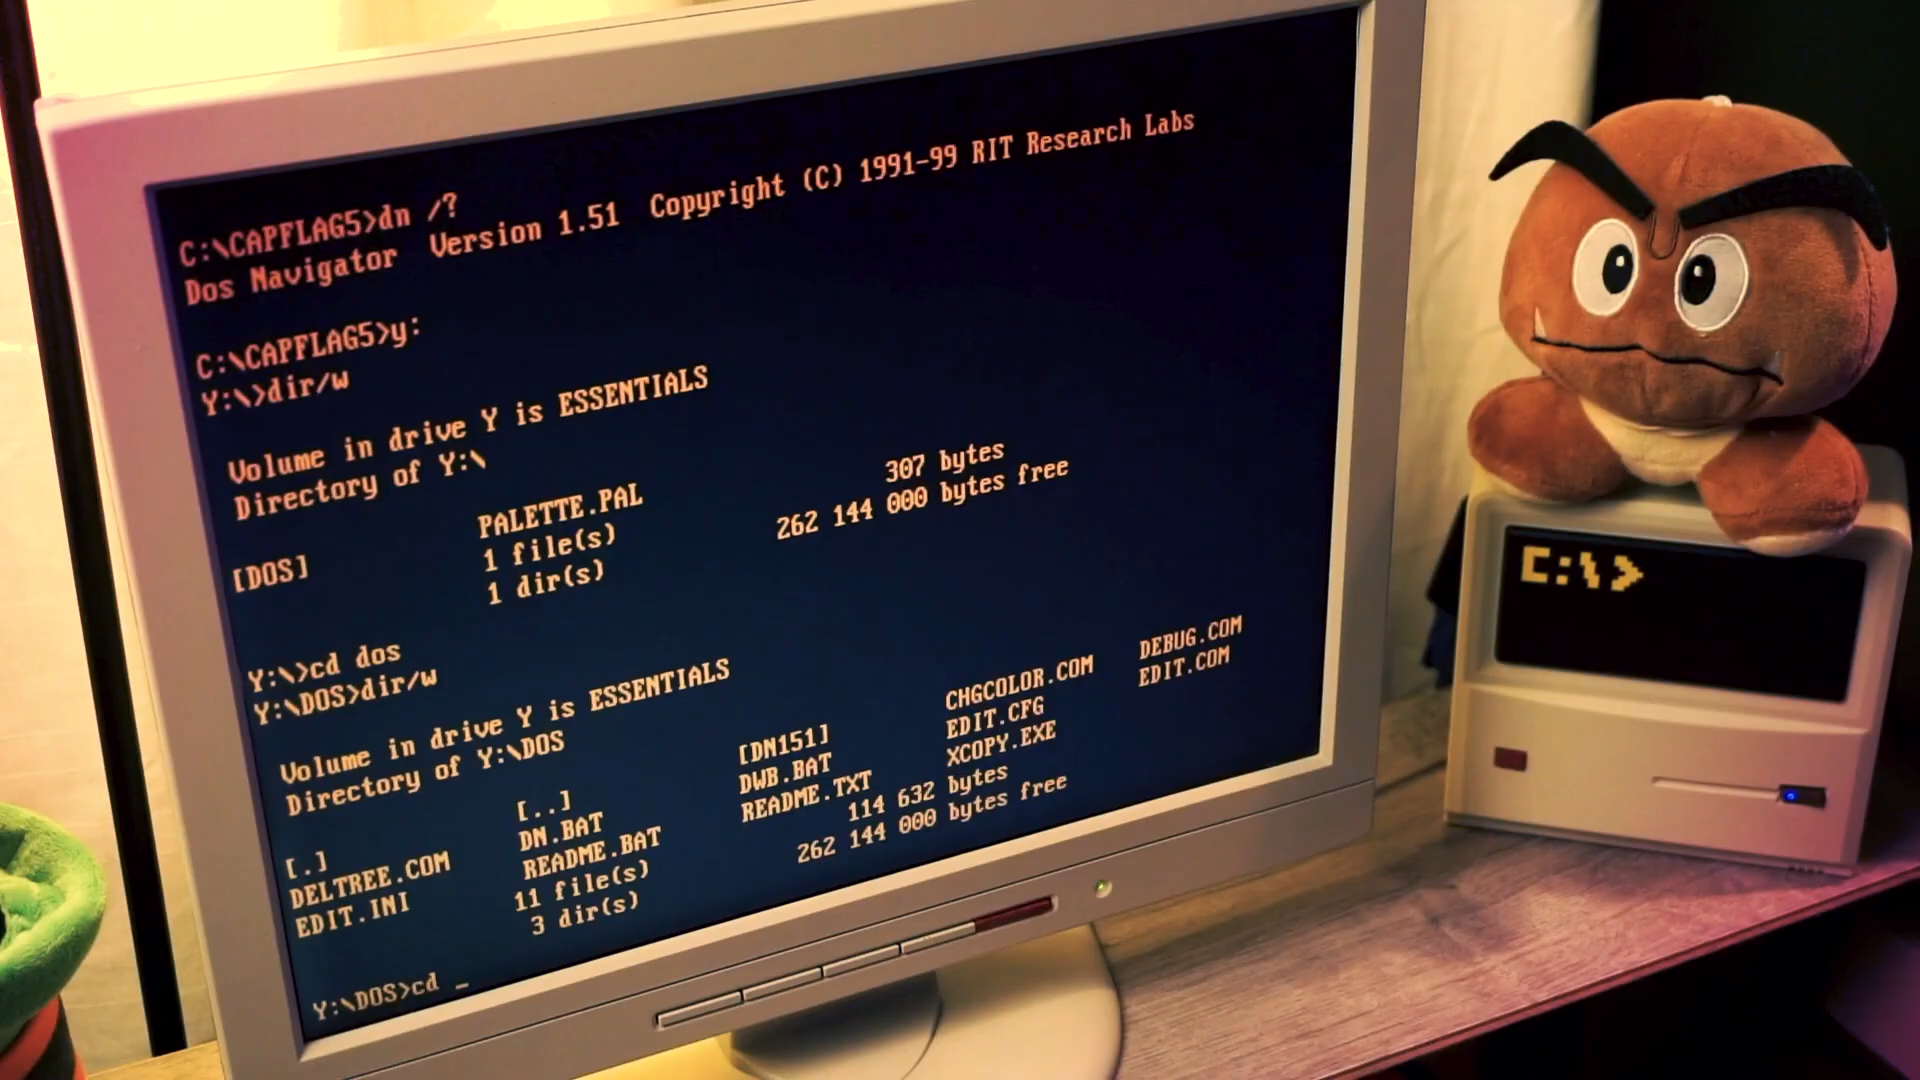 C:\CAPFLAG5>dn /?
Dos Navigator  Version 1.51  Copyright (C) 1991-99 RIT Research Labs
C:\CAPFLAG5>y:
Y:\>dir/w
Volume in drive Y is ESSENTIALS
Directory of Y:\
[DOS] PALETTE.PAL
1 file(s) 307 bytes
1 dir(s) 262 144 000 bytes free
Y:\>cd dos
Y:\DOS>dir/w
Volume in drive Y is ESSENTIALS
Directory of Y:\DOS
[.] [..] [DN151] CHGCOLOR.COM DEBUG.COM
DELTREE.COM DN.BAT DWB.BAT EDIT.CFG EDIT.COM
EDIT.INI README.BAT README.TXT XCOPY.EXE
11 file(s) 114 632 bytes
3 dir(s) 262 144 000 bytes free
Y:\DOS>cd _
C:\>